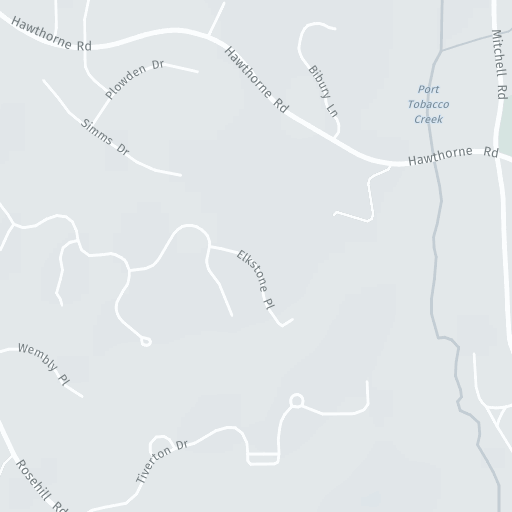 Hawthorne Rd
Mitchell Rd
Plowden Dr
Hawthorne Rd
Bibury Ln
Port
Tobacco
Creek
Simms Dr
Hawthorne Rd
Elkstone Pl
Wembly Pl
Tiverton Dr
Rosehill Rd